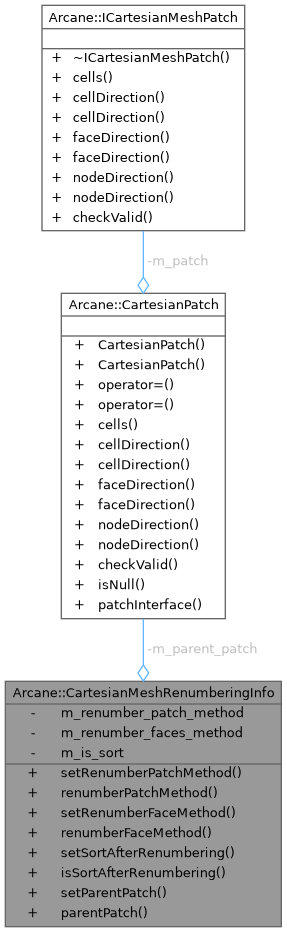 Arcane::ICartesianMeshPatch
+ ~ICartesianMeshPatch()
+ cells()
+ cellDirection()
+ cellDirection()
+ faceDirection()
+ faceDirection()
+ nodeDirection()
+ nodeDirection()
+ checkValid()
-m_patch
Arcane::CartesianPatch
+ CartesianPatch()
+ CartesianPatch()
+ operator=()
+ operator=()
+ cells()
+ cellDirection()
+ cellDirection()
+ faceDirection()
+ faceDirection()
+ nodeDirection()
+ nodeDirection()
+ checkValid()
+ isNull()
+ patchInterface()
-m_parent_patch
Arcane::CartesianMeshRenumberingInfo
- m_renumber_patch_method
- m_renumber_faces_method
- m_is_sort
+ setRenumberPatchMethod()
+ renumberPatchMethod()
+ setRenumberFaceMethod()
+ renumberFaceMethod()
+ setSortAfterRenumbering()
+ isSortAfterRenumbering()
+ setParentPatch()
+ parentPatch()